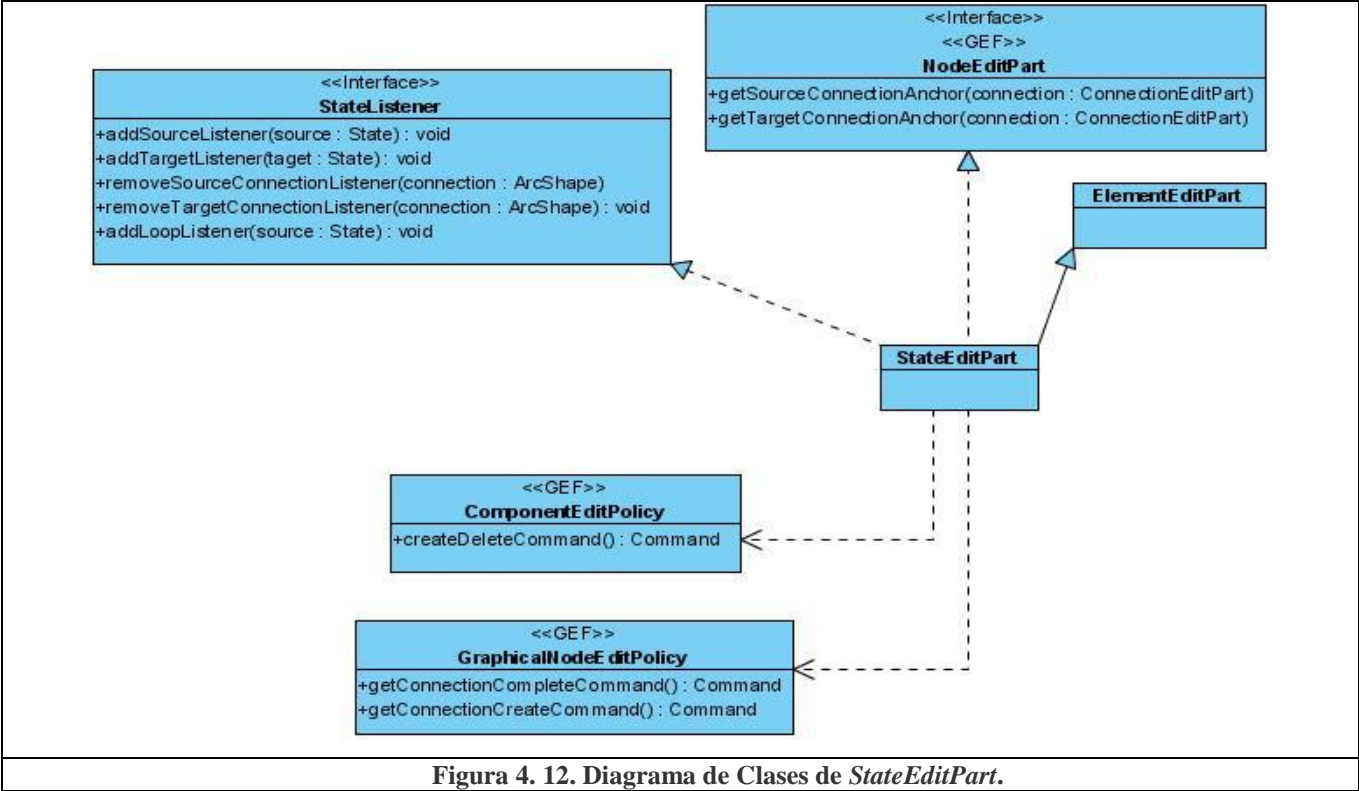 <<Interface>>
<<GEF>>
NodeEditPart
+getSourceConnectionAnchor(connection : ConnectionEditPart)
+getTargetConnectionAnchor(connection : ConnectionEditPart)
<<Interface>>
StateListener
+addSourceListener(source : State) : void
+addTargetListener(taget : State) : void
+removeSourceConnectionListener(connection : ArcShape)
+removeTargetConnectionListener(connection : ArcShape) : void
+addLoopListener(source : State) : void
ElementEditPart
StateEditPart
<<GEF>>
ComponentEditPolicy
+createDeleteCommand() : Command
<<GEF>>
GraphicalNodeEditPolicy
+getConnectionCompleteCommand() : Command
+getConnectionCreateCommand() : Command
Figura 4. 12. Diagrama de Clases de StateEditPart.